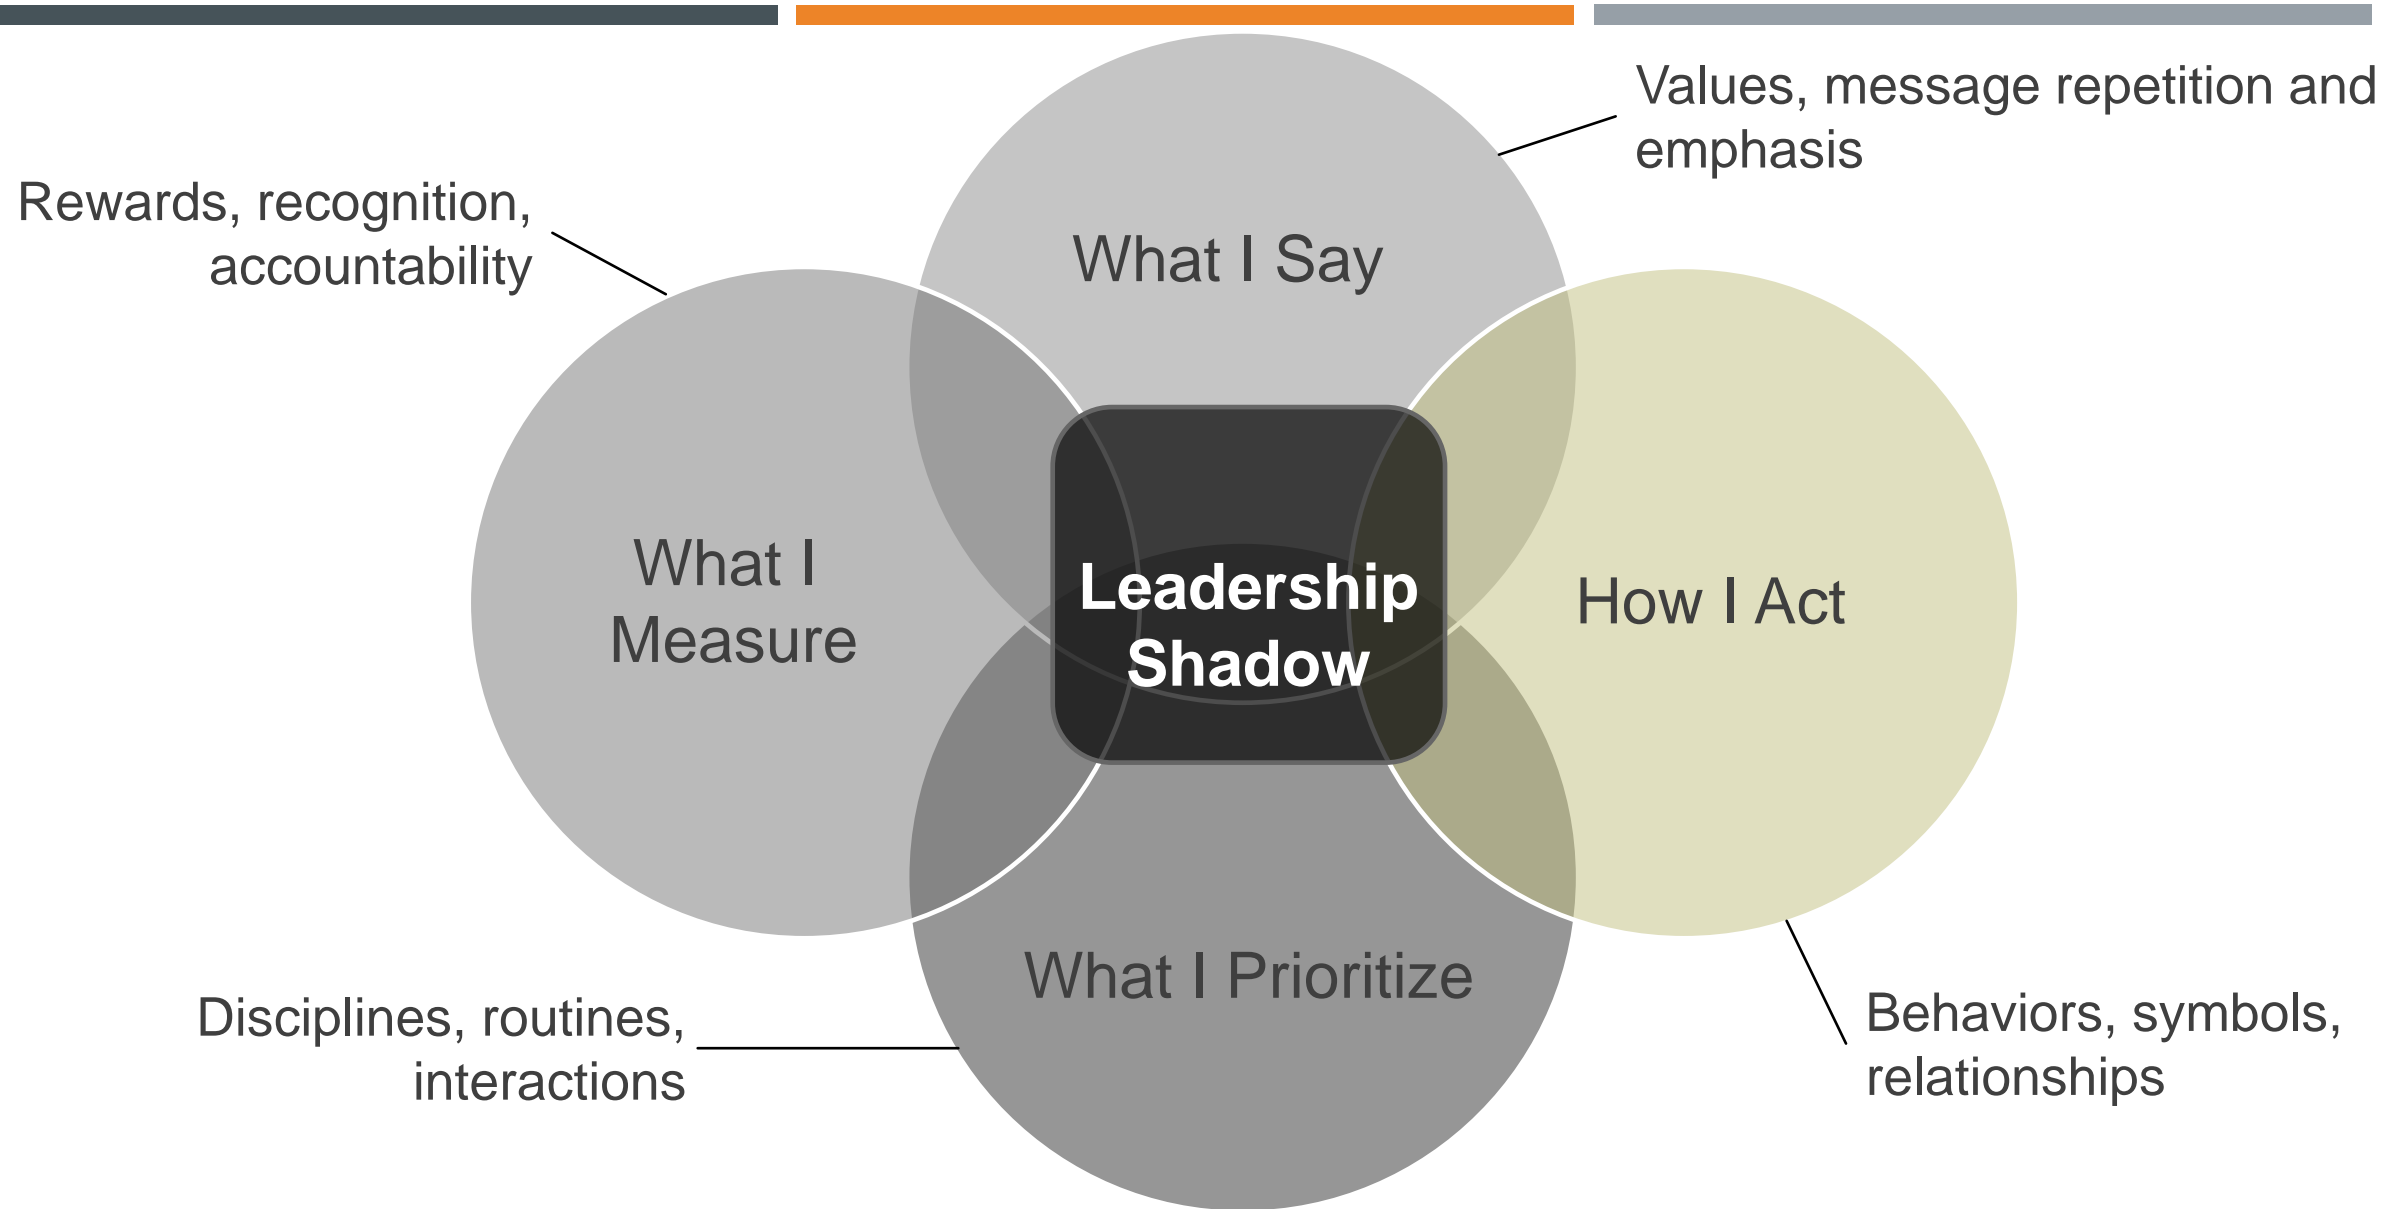 Values, message repetition and
emphasis
Rewards, recognition,
accountability
What I Say
What I
Measure
Leadership
Shadow
How I Act
What I Prioritize
Disciplines, routines,
interactions
Behaviors, symbols,
relationships